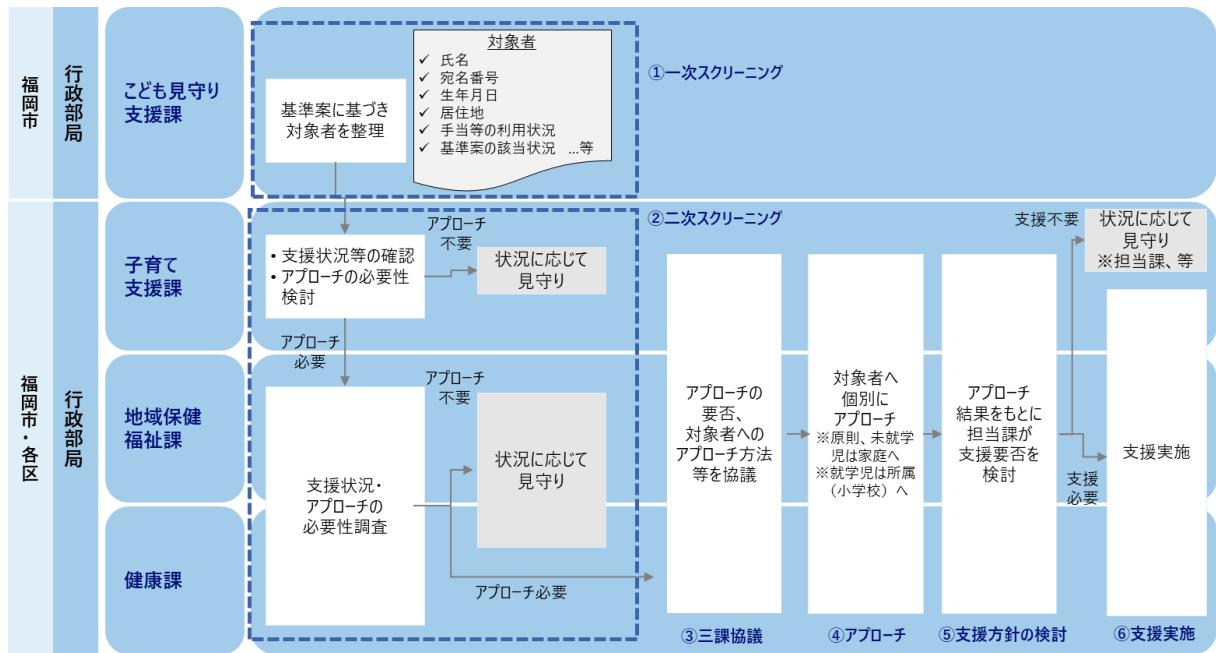 福岡市
行政部局
こども見守り
支援課
基準案に基づき
対象者を整理
対象者
✓ 氏名
✓ 宛名番号
✓ 生年月日
✓ 居住地
✓ 手当等の利用状況
✓ 基準案の該当状況 …等
①一次スクリーニング
福岡市・各区
行政部局
子育て
支援課
・支援状況等の確認
・アプローチの必要性
検討
アプローチ
不要
状況に応じて
見守り
②二次スクリーニング
アプローチ
必要
地域保健
福祉課
健康課
支援状況・
アプローチの
必要性調査
アプローチ
不要
状況に応じて
見守り
アプローチ必要
アプローチの
要否、
対象者への
アプローチ方法
等を協議
③三課協議
対象者へ
個別に
アプローチ
※原則、未就学
児は家庭へ
※就学児は所属
（小学校）へ
④アプローチ
アプローチ
結果をもとに
担当課が
支援要否を
検討
⑤支援方針の検討
支援不要
状況に応じて
見守り
※担当課、等
支援
必要
支援実施
⑥支援実施